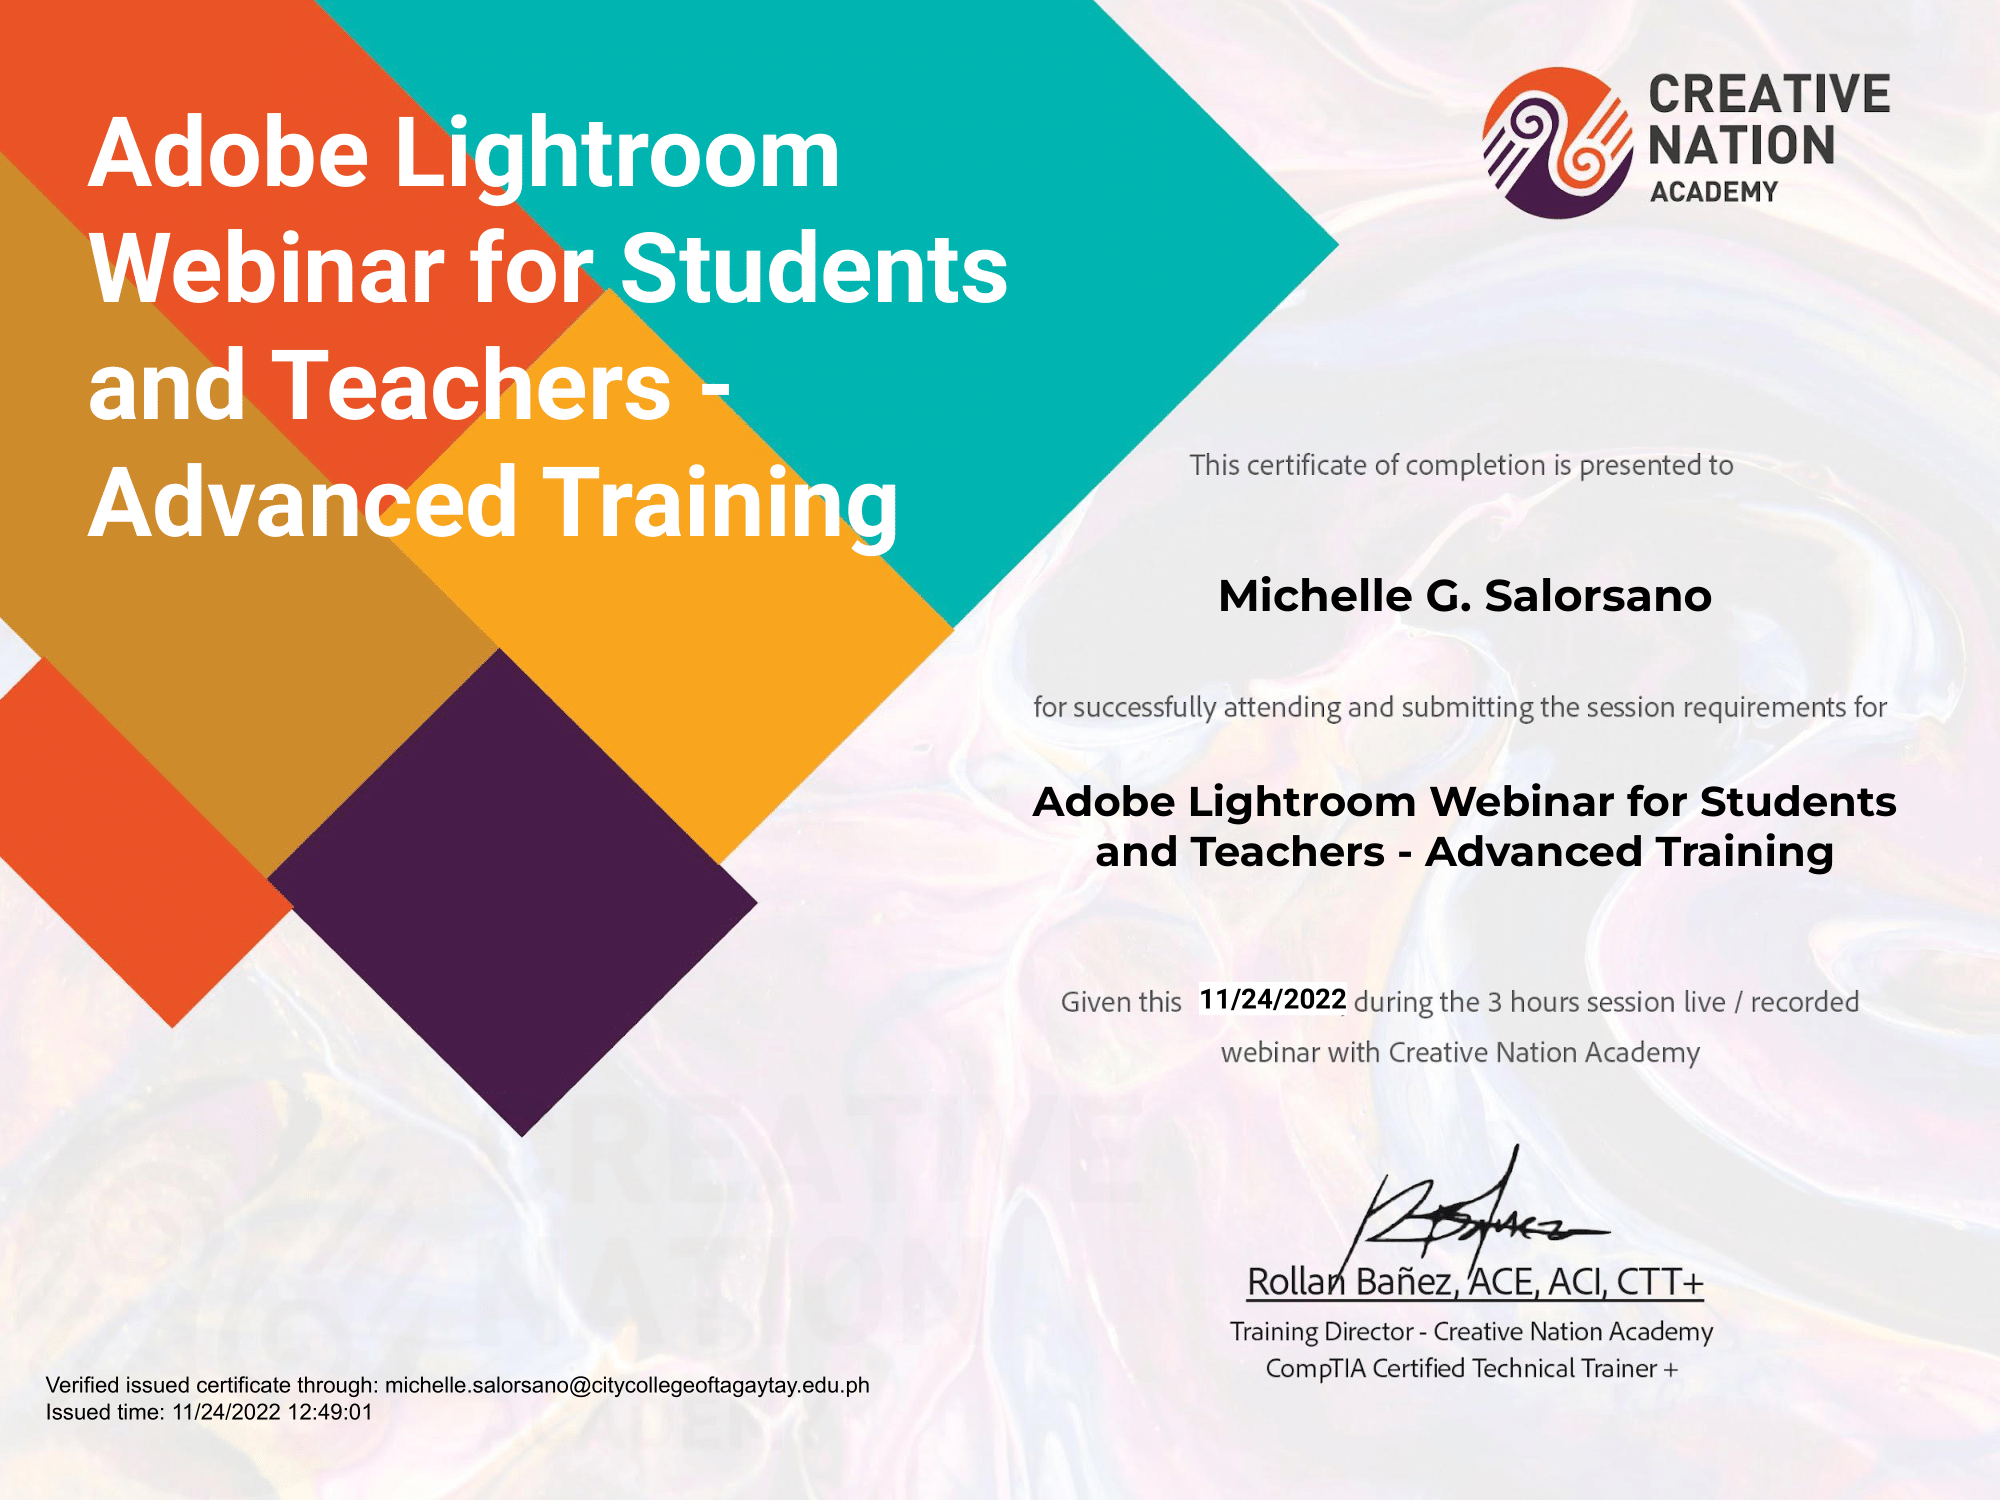 Adobe Lightroom
Webinar for Students
and Teachers -
Advanced Training
CREATIVE
NATION
ACADEMY
This certificate of completion is presented to
Michelle G. Salorsano
for successfully attending and submitting the session requirements for
Adobe Lightroom Webinar for Students
and Teachers - Advanced Training
Given this 11/24/2022 during the 3 hours session live / recorded
webinar with Creative Nation Academy
Rollan Bañez, ACE, ACI, CTT+
Training Director - Creative Nation Academy
CompTIA Certified Technical Trainer +
CREATIVE
NATION
ACADEMY
Verified issued certificate through: michelle.salorsano@citycollegeoftagaytay.edu.ph
Issued time: 11/24/2022 12:49:01